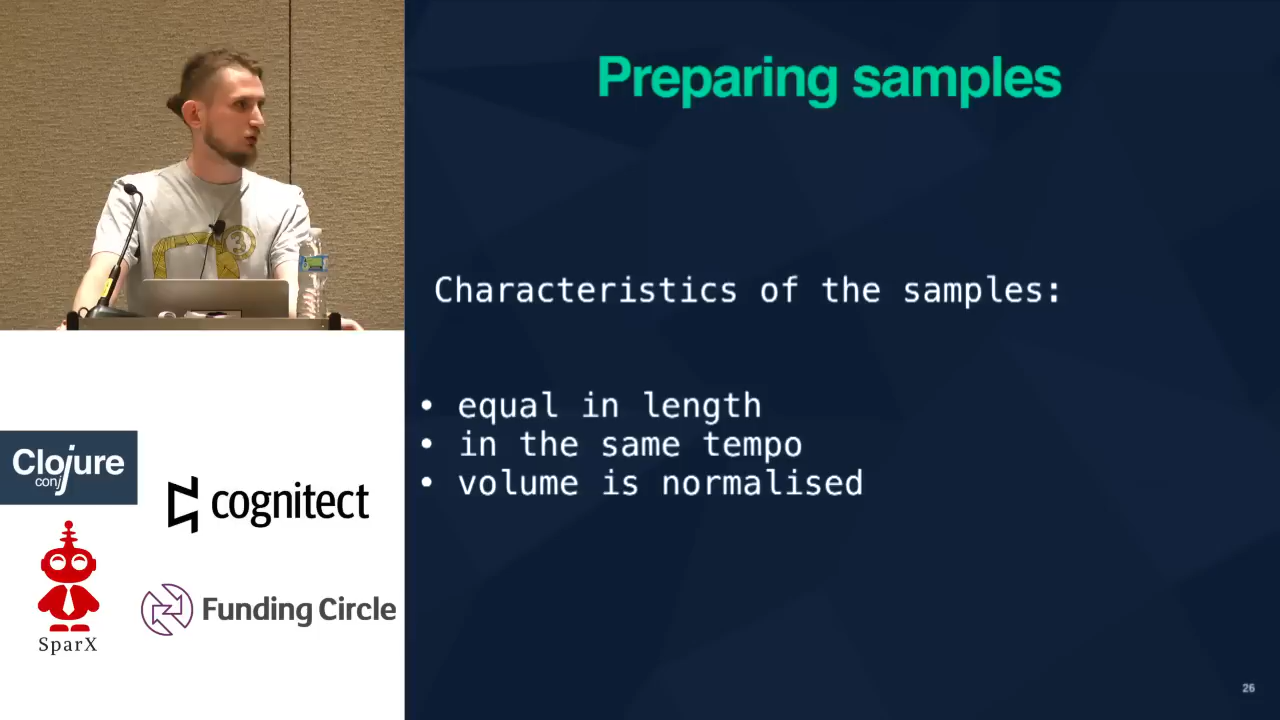 Preparing samples
Characteristics of the samples:
• equal in length
• in the same tempo
• volume is normalised
3
Clojure
conj
cognitect
SparX
Funding Circle
26